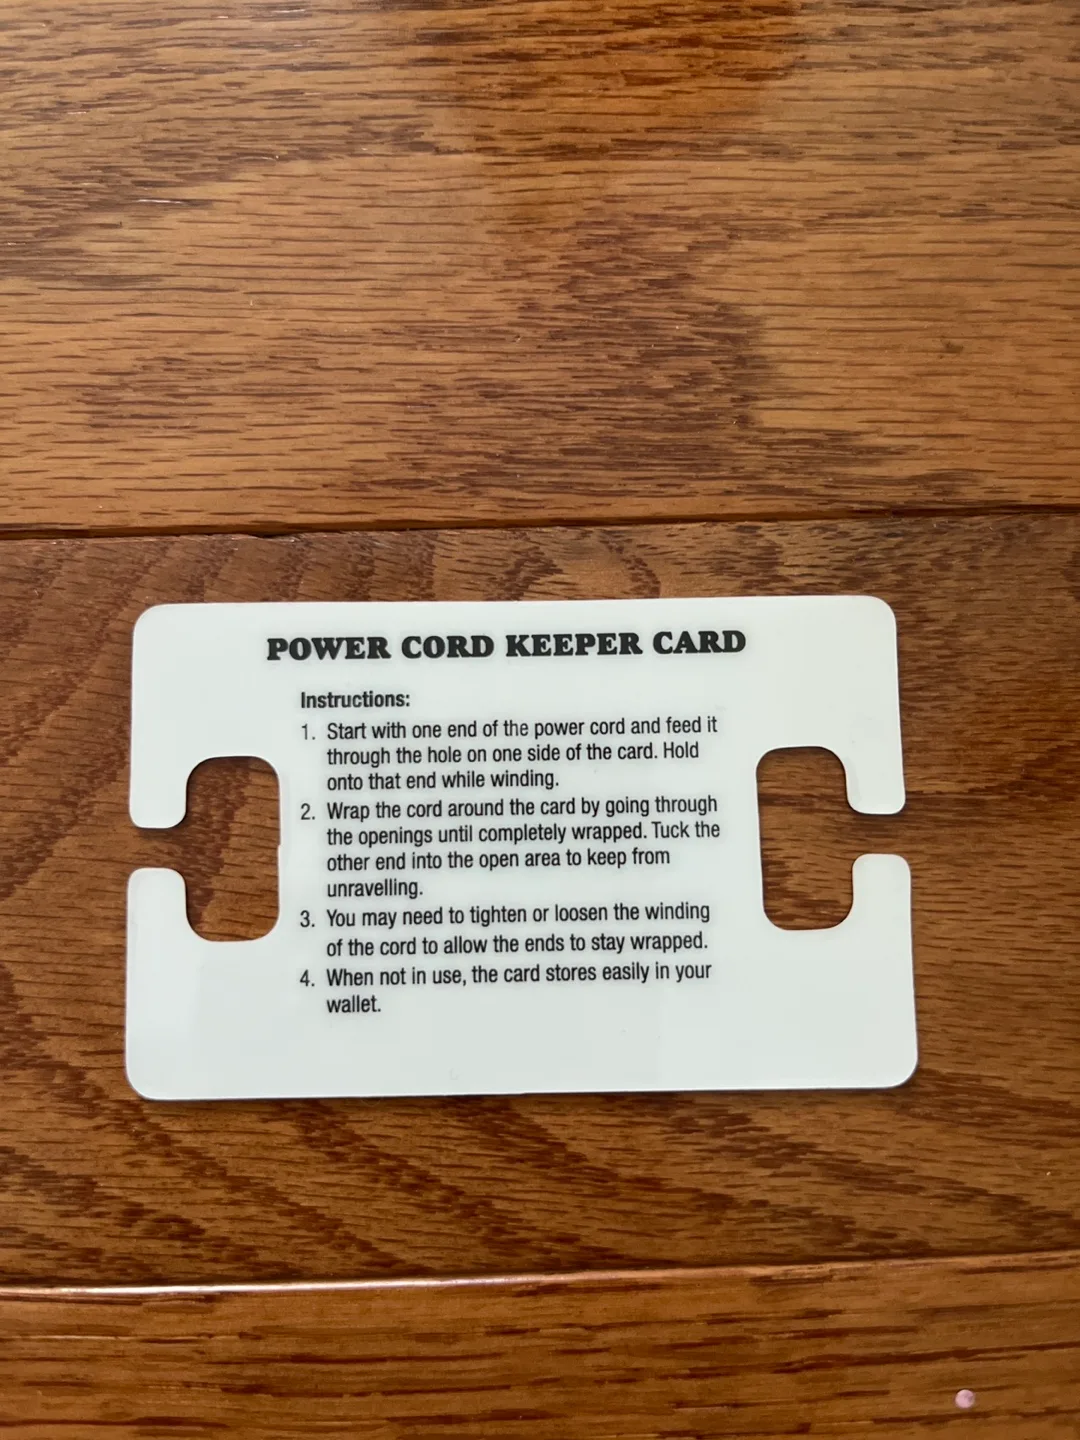 POWER CORD KEEPER CARD
Instructions:
1. Start with one end of the power cord and feed it
through the hole on one side of the card. Hold
onto that end while winding.
2. Wrap the cord around the card by going through
the openings until completely wrapped. Tuck the
other end into the open area to keep from
unravelling.
3. You may need to tighten or loosen the winding
of the cord to allow the ends to stay wrapped.
4. When not in use, the card stores easily in your
wallet.